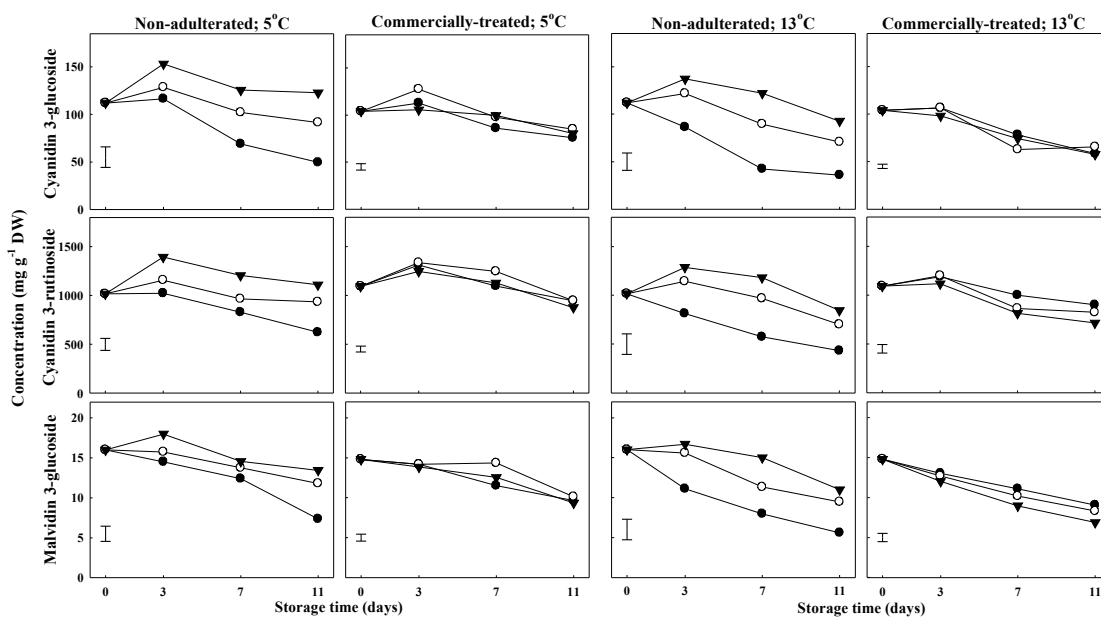 Non-adulterated; 5°C
Commercially-treated; 5°C
Non-adulterated; 13°C
Commercially-treated; 13°C
Concentration (mg g⁻¹ DW)
Cyanidin 3-glucoside
150
100
50
0
Cyanidin 3-rutinoside
1500
1000
500
0
Malvidin 3-glucoside
20
15
10
5
0
0 3 7 11
0 3 7 11
0 3 7 11
0 3 7 11
Storage time (days)
Storage time (days)